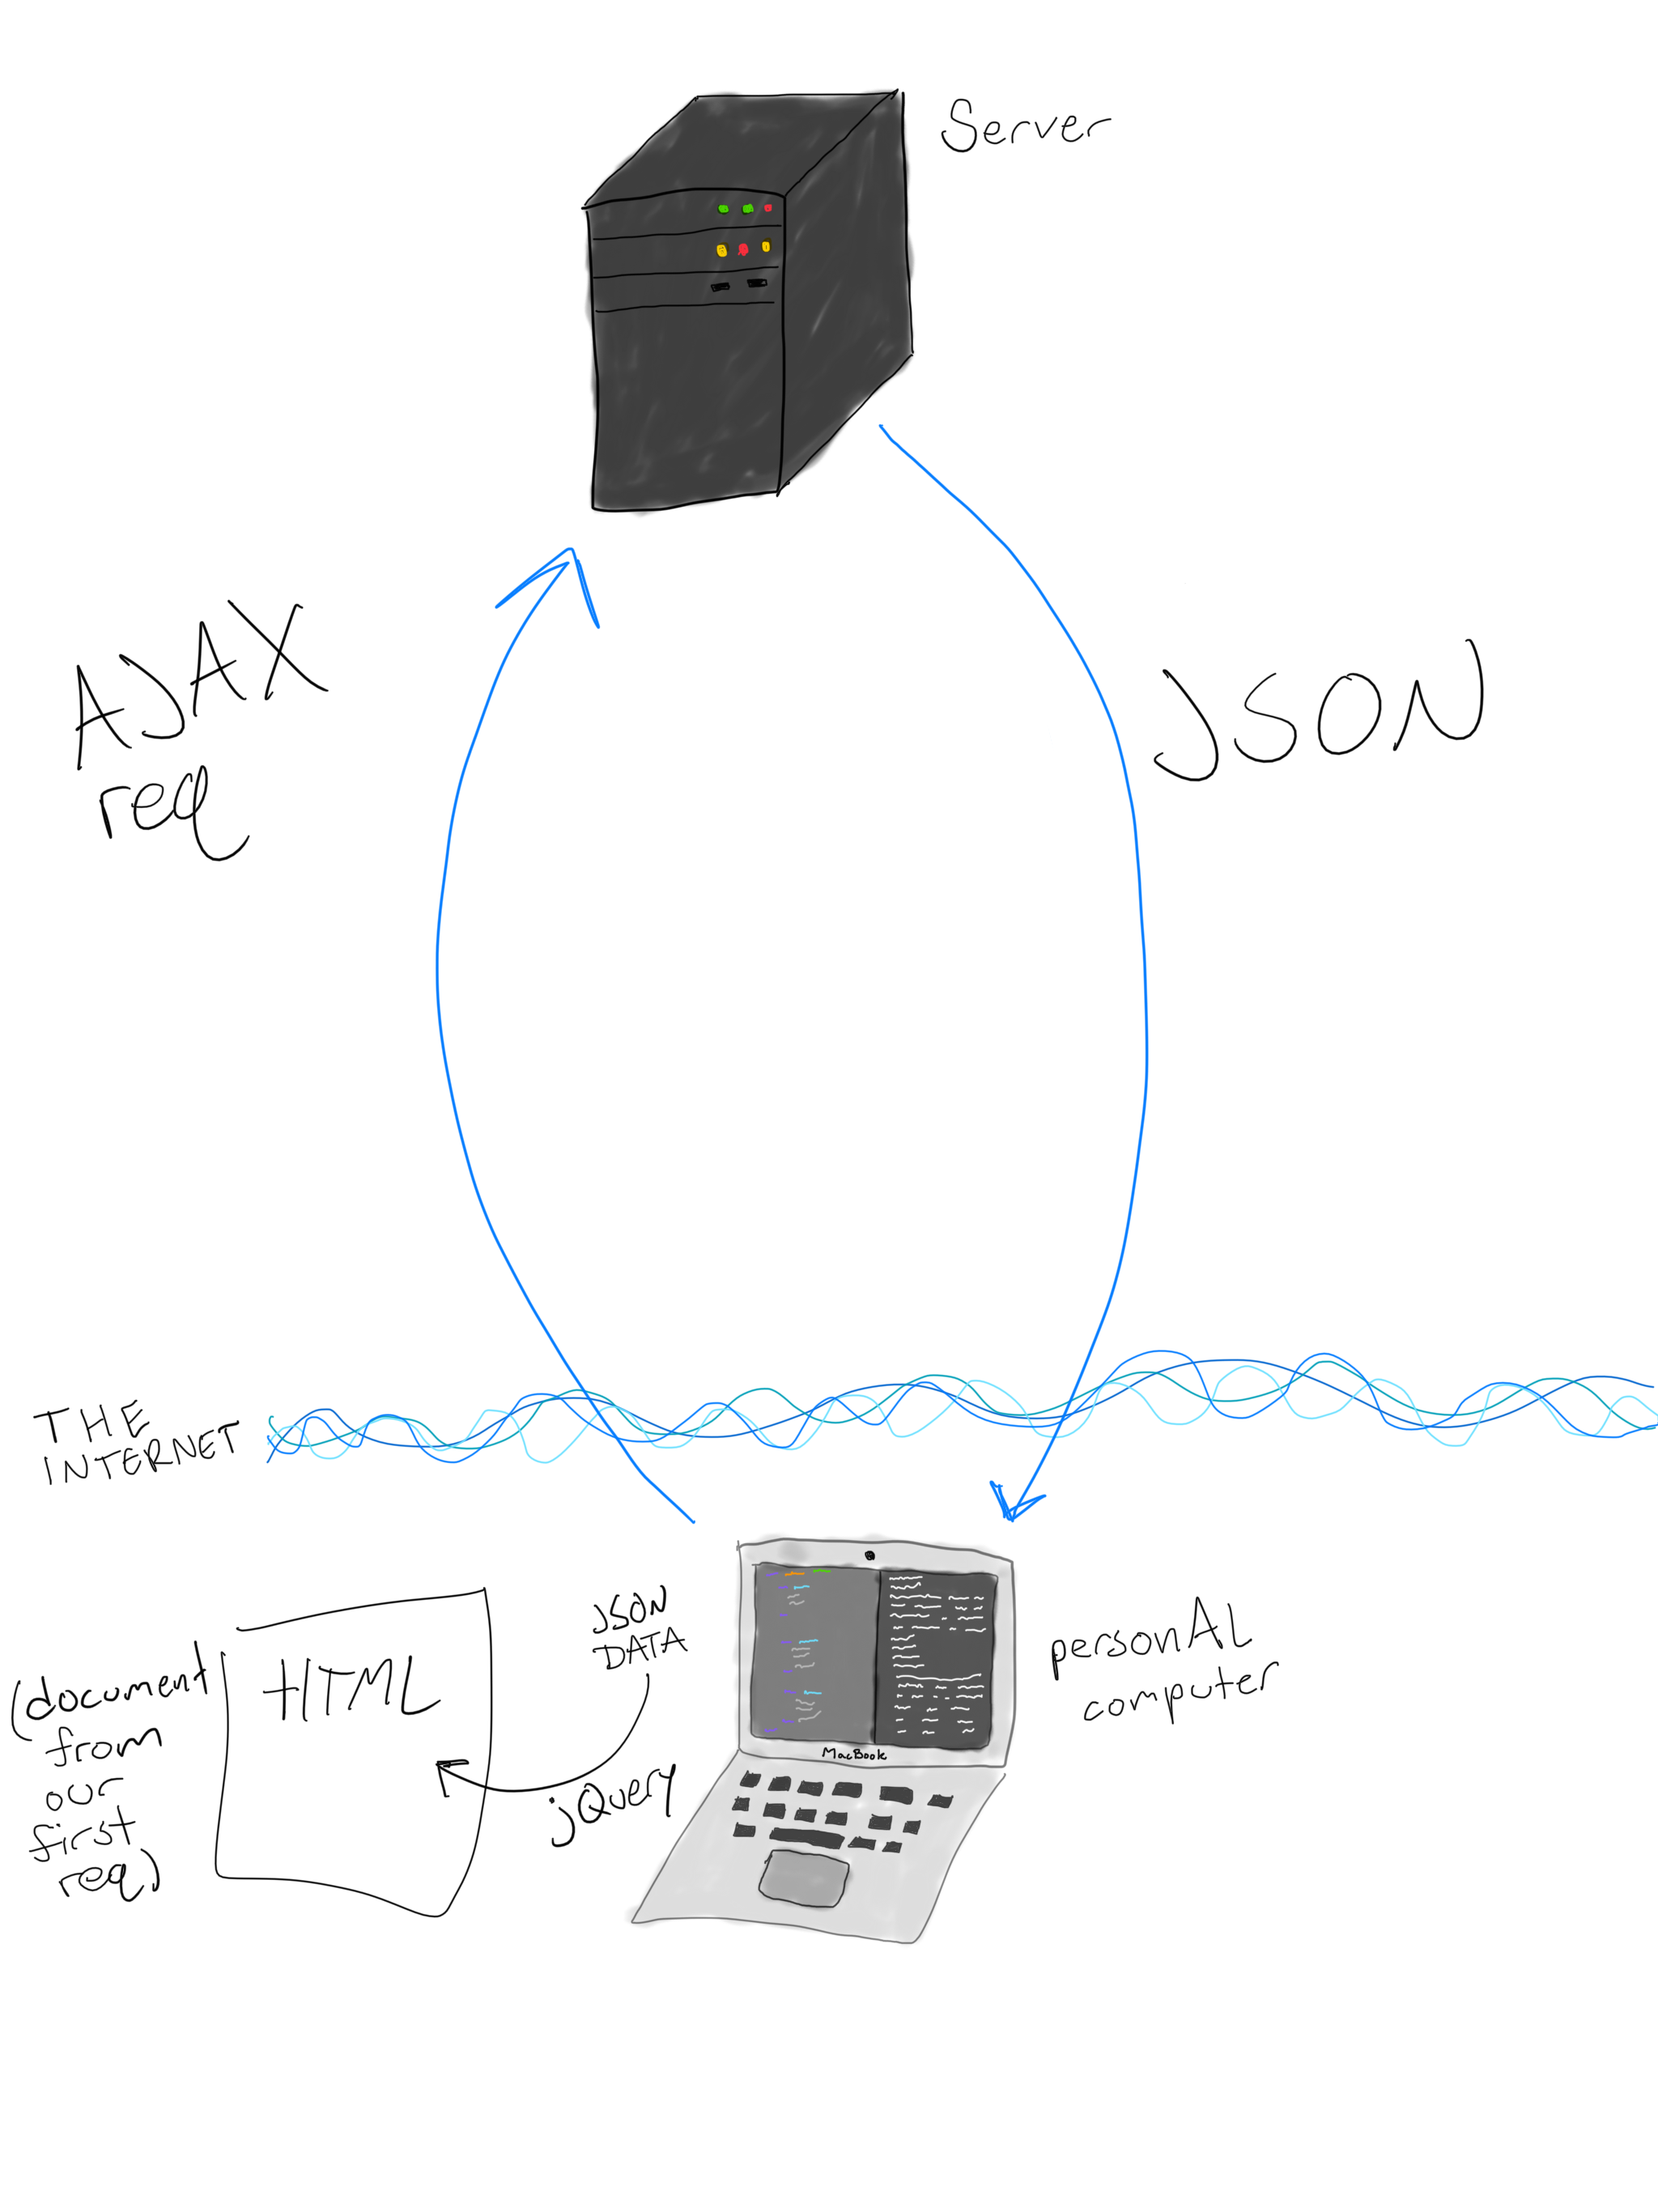 Server
AJAX
req
JSON
THE
INTERNET
JSON
DATA
HTML
(document
from
our
first
req)
jQuery
MacBook
personAL
computer